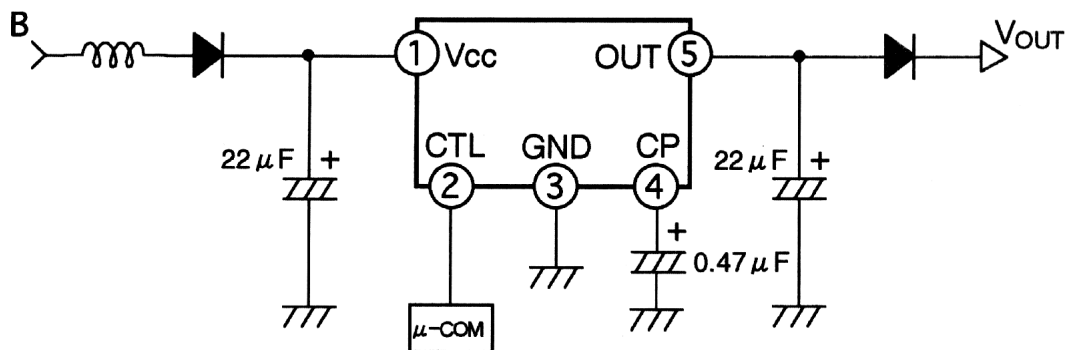 B
1 Vcc
OUT 5
VOUT
22 μF +
CTL
GND
CP
22 μF +
2
3
4
+
0.47 μF
μ-COM